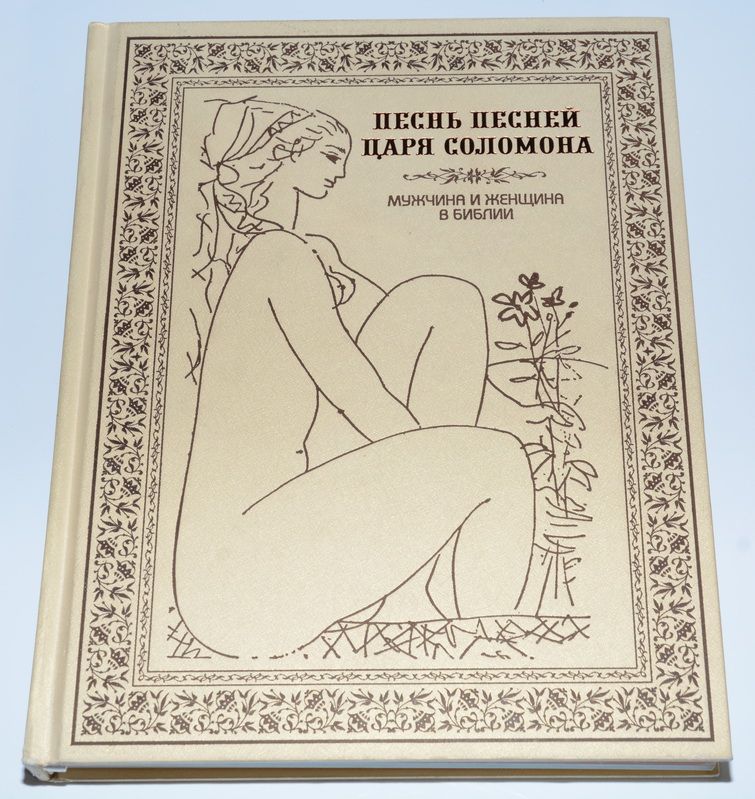 ПЕСНЬ ПЕСНЕЙ
ЦАРЯ СОЛОМОНА
МУЖЧИНА И ЖЕНЩИНА
В БИБЛИИ